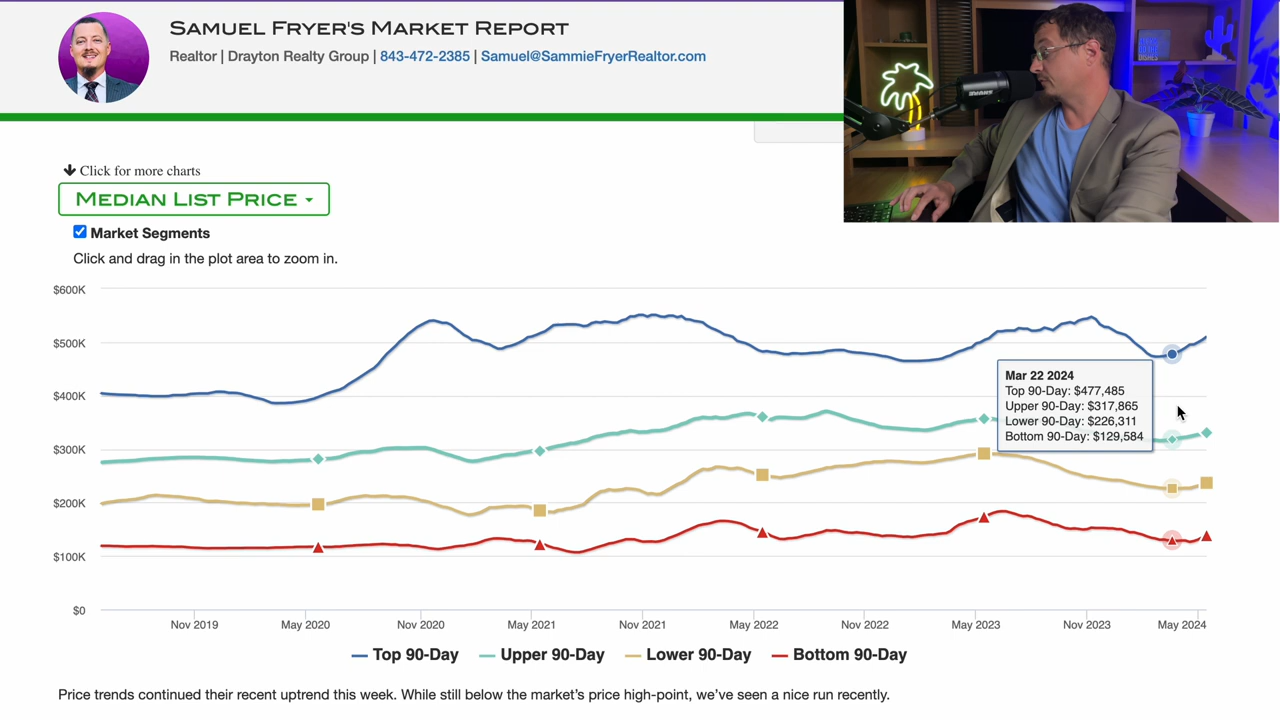 Samuel Fryer's Market Report
Realtor | Drayton Realty Group | 843-472-2385 | Samuel@SammieFryerRealtor.com
Click for more charts
Median List Price
Market Segments
Click and drag in the plot area to zoom in.
$600K
$500K
$400K
$300K
$200K
$100K
$0
Mar 22 2024
Top 90-Day: $477,485
Upper 90-Day: $317,865
Lower 90-Day: $226,311
Bottom 90-Day: $129,584
Nov 2019
May 2020
Nov 2020
May 2021
Nov 2021
May 2022
Nov 2022
May 2023
Nov 2023
May 2024
Top 90-Day
Upper 90-Day
Lower 90-Day
Bottom 90-Day
Price trends continued their recent uptrend this week. While still below the market’s price high-point, we’ve seen a nice run recently.